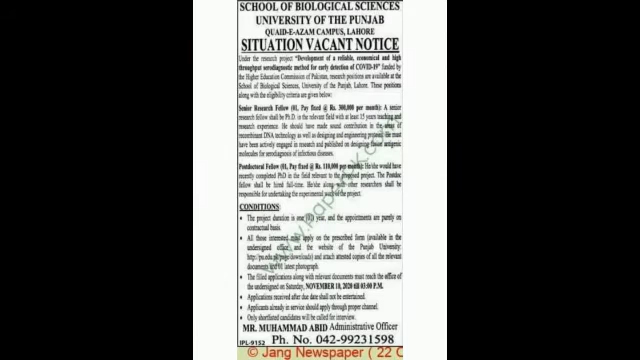 SCHOOL OF BIOLOGICAL SCIENCES
UNIVERSITY OF THE PUNJAB
QUAID-E-AZAM CAMPUS, LAHORE
SITUATION VACANT NOTICE
Under the research project "Development of a reliable, economical and high
throughput serodiagnostic method for early detection of COVID-19" funded by
the Higher Education Commission of Pakistan, research positions are available at the
School of Biological Sciences, University of the Punjab, Lahore. These positions
along with the eligibility criteria are given below:
Senior Research Fellow (01, Pay fixed @ Rs. 300,000 per month) A senior
research fellow shall be Ph.D. in the relevant field with at least 15 years teaching and
research experience. He should have made sound contribution in the areas of
recombinant DNA technology as well as designing and engineering proteins. He must
have been actively engaged in research and published on designing fusion antigenic
molecules for serodiagnosis of infectious diseases.
Postdoctoral Fellow (01, Pay fixed @ Rs. 110,000 per month) He/she would have
recently completed PhD in the field relevant to the proposed project. The Postdoc
fellow shall be hired full-time. He/she along with other researchers shall be
responsible for undertaking the experimental work of the project.
CONDITIONS:
• The project duration is one (01) year, and the appointments are purely on
contractual basis.
• All those interested must apply on the prescribed form (available in the
undersigned office and the website of the Punjab University:
http://pu.edu.pk/page/downloads) and attach attested copies of all the relevant
documents and 01 latest photograph.
• The filled applications along with relevant documents must reach the office of
the undersigned on Saturday, NOVEMBER 10, 2020 till 03:00 P.M.
• Applications received after due date shall not be entertained.
• Applicants already in service should apply through proper channel.
• Only shortlisted candidates will be called for interview.
MR. MUHAMMAD ABID Administrative Officer
IPL-9152 Ph. No. 042-99231598
© Jang Newspaper ( 22 O